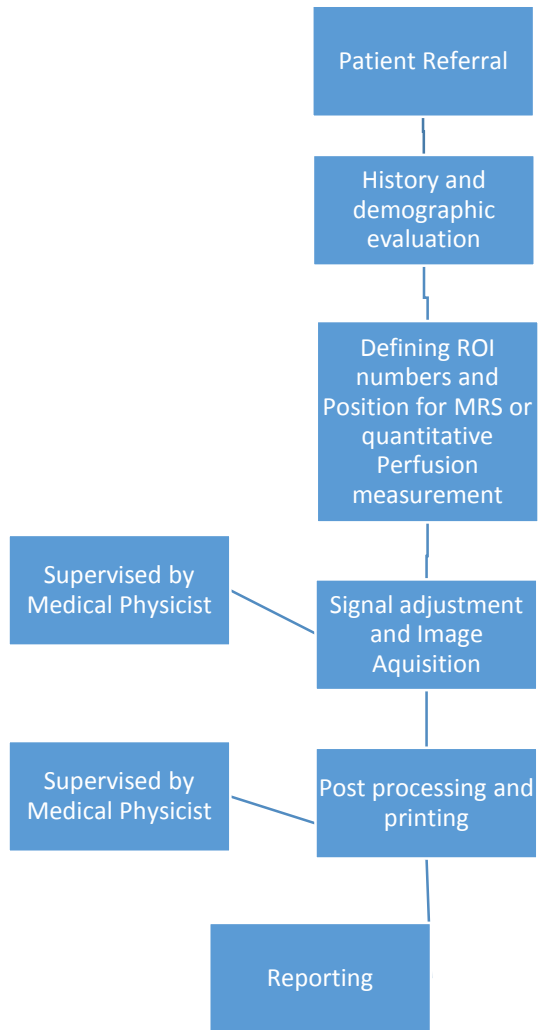 Patient Referral
History and
demographic
evaluation
Defining ROI
numbers and
Position for MRS or
quantitative
Perfusion
measurement
Supervised by
Medical Physicist
Signal adjustment
and Image
Aquisition
Supervised by
Medical Physicist
Post processing and
printing
Reporting